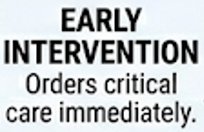 EARLY
INTERVENTION
Orders critical
care immediately.